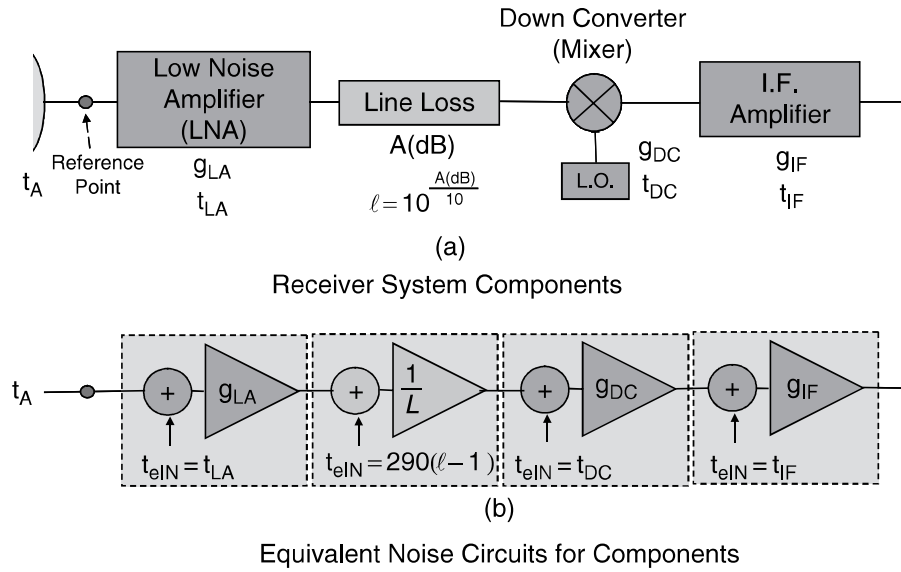 Down Converter
(Mixer)
Low Noise
Amplifier
(LNA)
Line Loss
I.F.
Amplifier
Reference
Point
t_A
g_LA
t_LA
A(dB)
ℓ = 10^(A(dB)/10)
L.O.
g_DC
t_DC
g_IF
t_IF
(a)
Receiver System Components
t_A
+ g_LA + 1/L + g_DC + g_IF
t_eIN = t_LA
t_eIN = 290(ℓ−1)
t_eIN = t_DC
t_eIN = t_IF
(b)
Equivalent Noise Circuits for Components